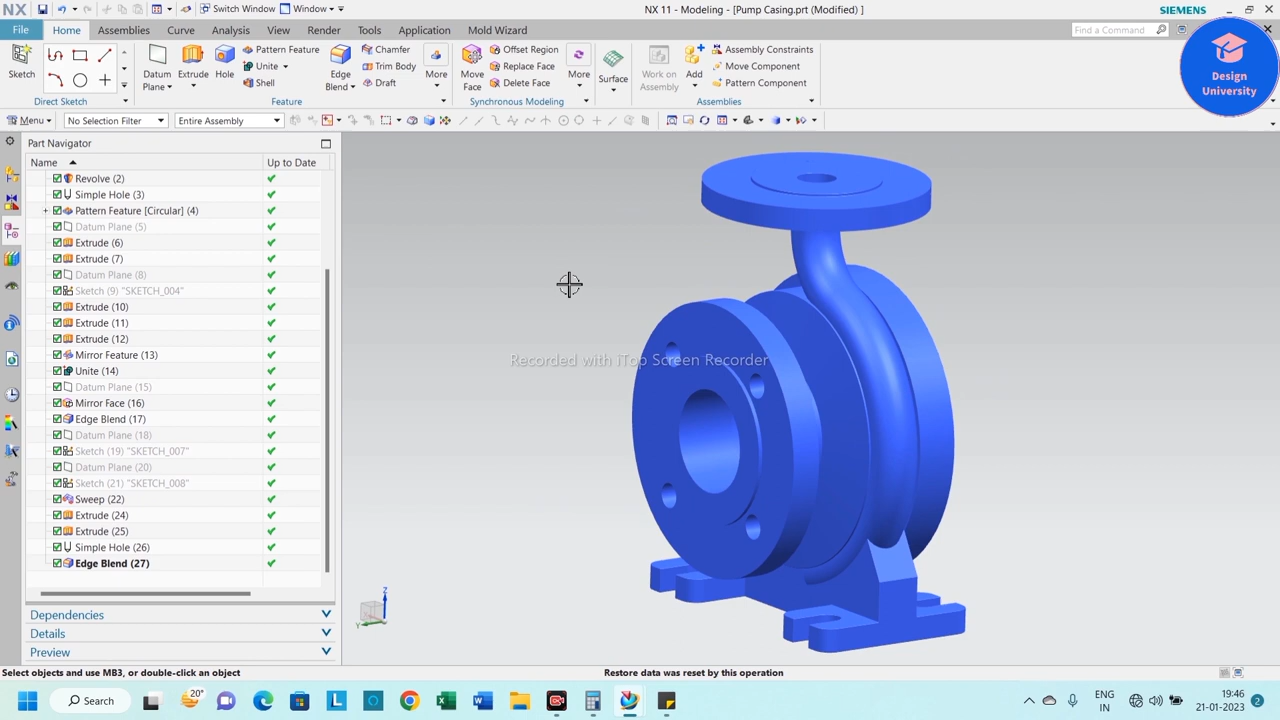 NX
Switch Window
Window
NX 11 - Modeling - [Pump Casing.prt (Modified) ]
SIEMENS
File
Home
Assemblies
Curve
Analysis
View
Render
Tools
Application
Mold Wizard
Find a Command
Sketch
Direct Sketch
Datum Plane
Extrude
Hole
Pattern Feature
Unite
Shell
Edge Blend
Chamfer
Trim Body
Draft
More
Feature
Move Face
Offset Region
Replace Face
Delete Face
More
Synchronous Modeling
Surface
Work on Assembly
Add
Assembly Constraints
Move Component
Pattern Component
Assemblies
Design University
Menu
No Selection Filter
Entire Assembly
Part Navigator
Name
Up to Date
Revolve (2)
Simple Hole (3)
Pattern Feature [Circular] (4)
Datum Plane (5)
Extrude (6)
Extrude (7)
Datum Plane (8)
Sketch (9) "SKETCH_004"
Extrude (10)
Extrude (11)
Extrude (12)
Mirror Feature (13)
Unite (14)
Datum Plane (15)
Mirror Face (16)
Edge Blend (17)
Datum Plane (18)
Sketch (19) "SKETCH_007"
Datum Plane (20)
Sketch (21) "SKETCH_008"
Sweep (22)
Extrude (24)
Extrude (25)
Simple Hole (26)
Edge Blend (27)
Dependencies
Details
Preview
Recorded with iTop Screen Recorder
Z
Y
Select objects and use MB3, or double-click an object
Restore data was reset by this operation
Search
20°
ENG
IN
19:46
21-01-2023
2